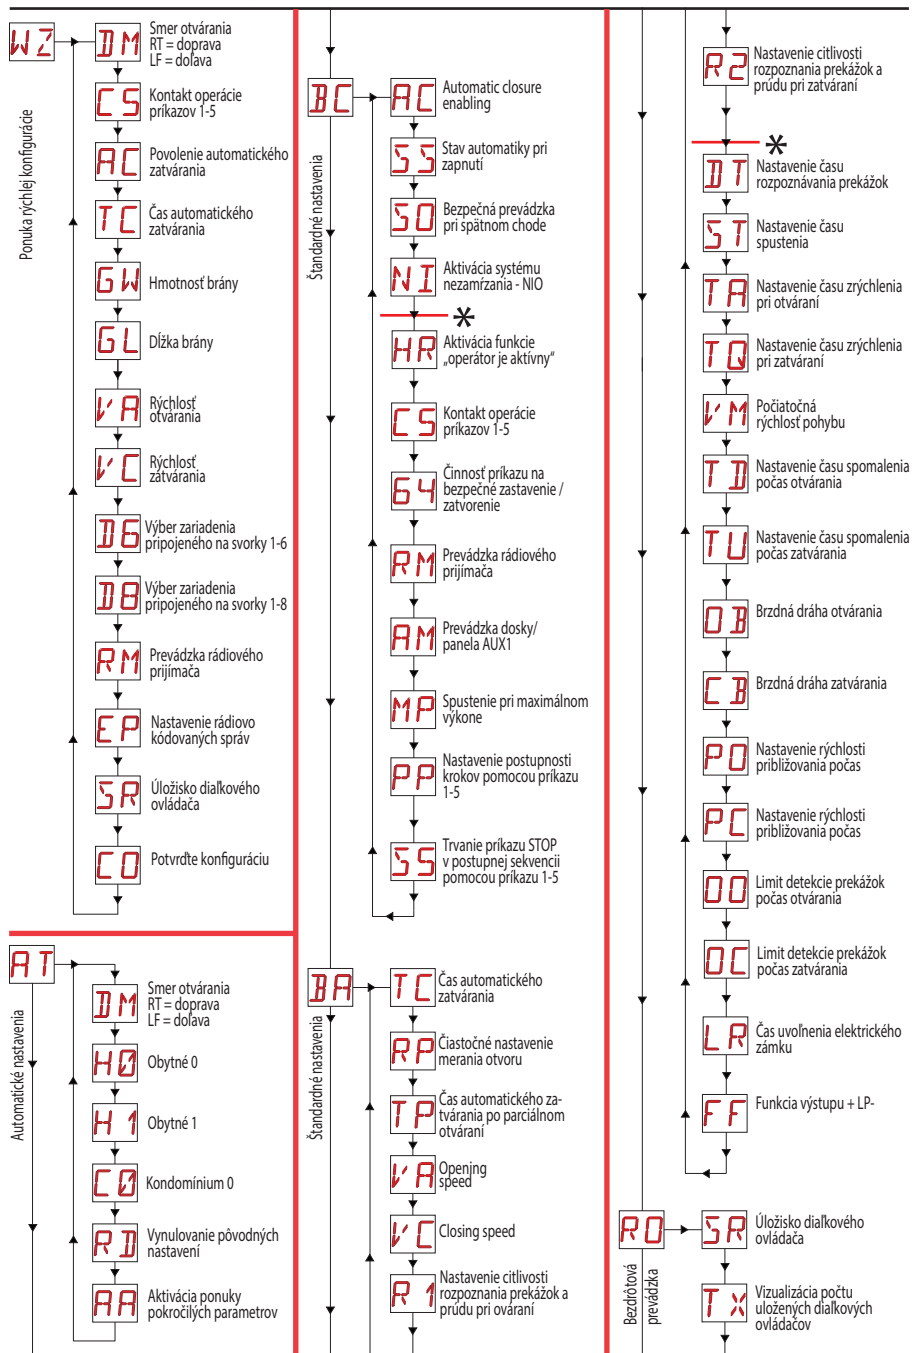 WZ
Ponuka rýchlej konfigurácie
DM
Smer otvárania
RT = doprava
LF = doľava
CS
Kontakt operácie
príkazov 1-5
AC
Povolenie automatického
zatvárania
TC
Čas automatického
zatvárania
GW
Hmotnosť brány
GL
Dĺžka brány
VA
Rýchlosť
otvárania
VC
Rýchlosť
zátvárania
D6
Výber zariadenia
pripojeného na svorky 1-6
D8
Výber zariadenia
pripojeného na svorky 1-8
RM
Prevádzka rádiového
prijímača
EP
Nastavenie rádiovo
kódovaných správ
SR
Úložisko diaľkového
ovládača
CO
Potvrďte konfiguráciu
AT
Automatické nastavenia
DM
Smer otvárania
RT = doprava
LF = doľava
H0
Obytné 0
H1
Obytné 1
C0
Kondomínium 0
RD
Vynulovanie pôvodných
nastavení
AA
Aktivácia ponuky
pokročilých parametrov
BC
Štandardné nastavenia
AC
Automatic closure
enabling
SS
Stav automatiky pri
zapnutí
SO
Bezpečná prevádzka
pri spätnom chode
NI
Aktivácia systému
nezamŕzania - NIO
*
HR
Aktivácia funkcie
„operátor je aktívny“
CS
Kontakt operácie
príkazov 1-5
64
Činnosť príkazu na
bezpečné zastavenie /
zatvorenie
RM
Prevádzka rádiového
prijímača
AM
Prevádzka dosky/
panela AUX1
MP
Spustenie pri maximálnom
výkone
PP
Nastavenie postupnosti
krokov pomocou príkazu
1-5
SS
Trvanie príkazu STOP
v postupnej sekvencii
pomocou príkazu 1-5
BA
Štandardné nastavenia
TC
Čas automatického
zatvárania
RP
Čiastočné nastavenie
merania otvoru
TP
Čas automatického za-
tvárania po parciálnom
otváraní
VA
Opening
speed
VC
Closing speed
R1
Nastavenie citlivosti
rozpoznania prekážok a
prúdu pri ováraní
R2
Nastavenie citlivosti
rozpoznania prekážok a
prúdu pri zatváraní
*
DT
Nastavenie času
rozpoznávania prekážok
ST
Nastavenie času
spustenia
TA
Nastavenie času zrýchlenia
pri otváraní
TQ
Nastavenie času zrýchlenia
pri zatváraní
VM
Počiatočná
rýchlosť pohybu
TD
Nastavenie času spomalenia
počas otvárania
TU
Nastavenie času spomalenia
počas zatvárania
OB
Brzdná dráha otvárania
CB
Brzdná dráha zatvárania
PO
Nastavenie rýchlosti
približovania počas
PC
Nastavenie rýchlosti
približovania počas
OO
Limit detekcie prekážok
počas otvárania
OC
Limit detekcie prekážok
počas zatvárania
LR
Čas uvoľnenia elektrického
zámku
FF
Funkcia výstupu + LP-
RO
Bezdrôtová
prevádzka
SR
Úložisko diaľkového
ovládača
TX
Vizualizácia počtu
uložených diaľkových
ovládačov